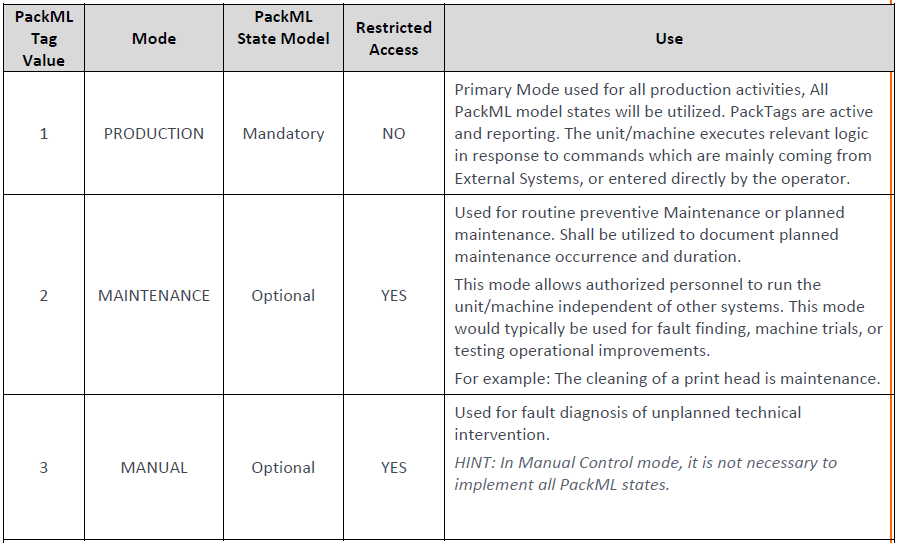 PackML
Tag
Value
Mode
PackML
State Model
Restricted
Access
Use
1
PRODUCTION
Mandatory
NO
Primary Mode used for all production activities, All
PackML model states will be utilized. PackTags are active
and reporting. The unit/machine executes relevant logic
in response to commands which are mainly coming from
External Systems, or entered directly by the operator.
2
MAINTENANCE
Optional
YES
Used for routine preventive Maintenance or planned
maintenance. Shall be utilized to document planned
maintenance occurrence and duration.
This mode allows authorized personnel to run the
unit/machine independent of other systems. This mode
would typically be used for fault finding, machine trials, or
testing operational improvements.
For example: The cleaning of a print head is maintenance.
3
MANUAL
Optional
YES
Used for fault diagnosis of unplanned technical
intervention.
HINT: In Manual Control mode, it is not necessary to
implement all PackML states.